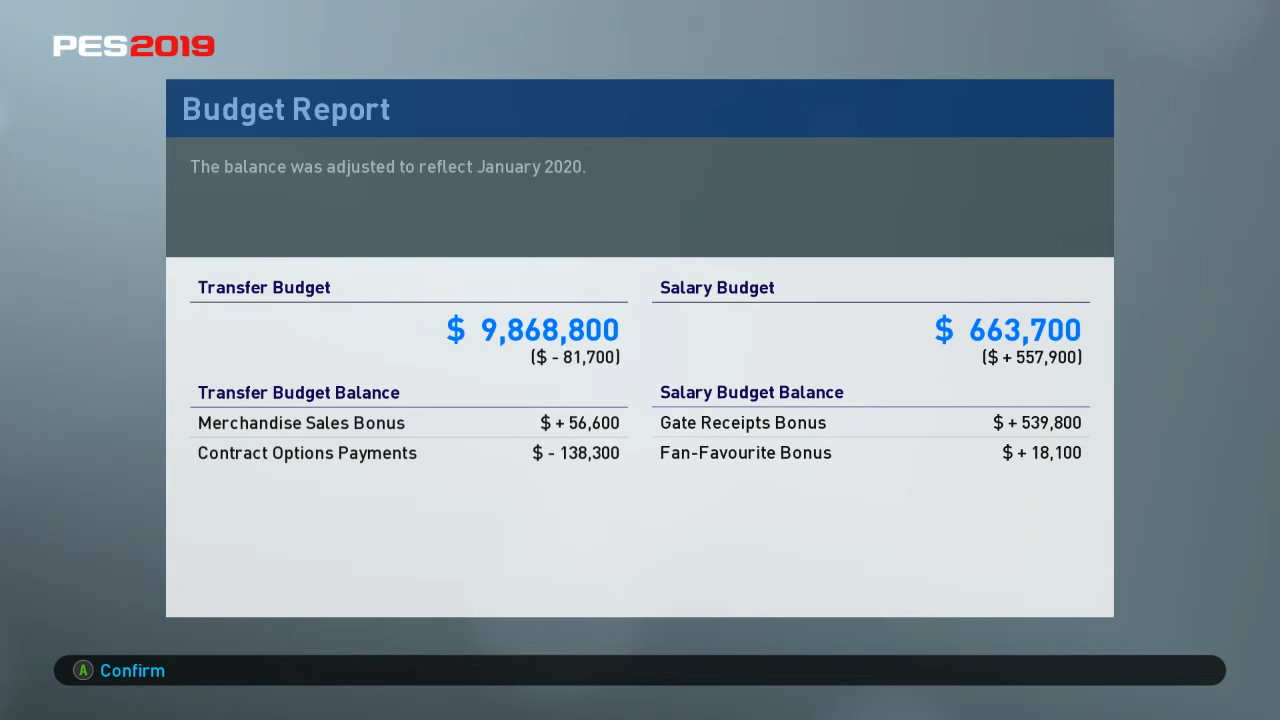 PES2019
Budget Report
The balance was adjusted to reflect January 2020.
Transfer Budget
$ 9,868,800
($ - 81,700)
Transfer Budget Balance
Merchandise Sales Bonus $ + 56,600
Contract Options Payments $ - 138,300
Salary Budget
$ 663,700
($ + 557,900)
Salary Budget Balance
Gate Receipts Bonus $ + 539,800
Fan-Favourite Bonus $ + 18,100
A Confirm